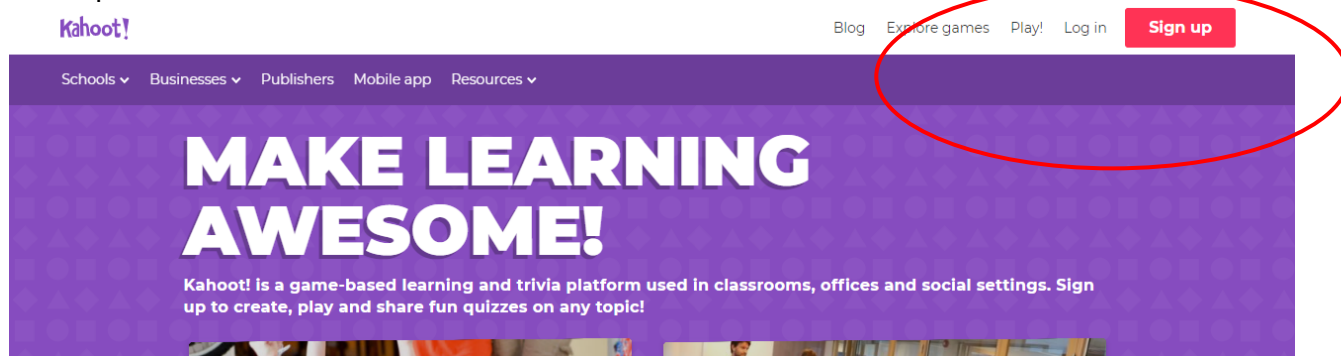 Kahoot!
Blog Explore games Play! Log in Sign up
Schools Businesses Publishers Mobile app Resources
MAKE LEARNING
AWESOME!
Kahoot! is a game-based learning and trivia platform used in classrooms, offices and social settings. Sign
up to create, play and share fun quizzes on any topic!